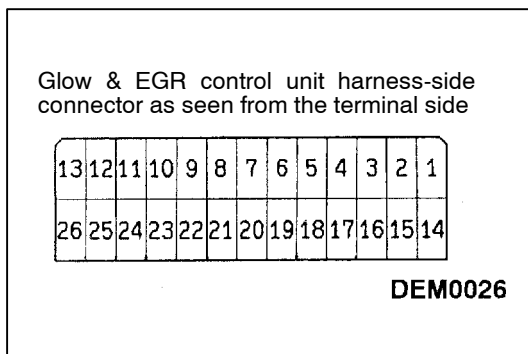 Glow & EGR control unit harness-side
connector as seen from the terminal side
13 12 11 10 9 8 7 6 5 4 3 2 1
26 25 24 23 22 21 20 19 18 17 16 15 14
DEM0026